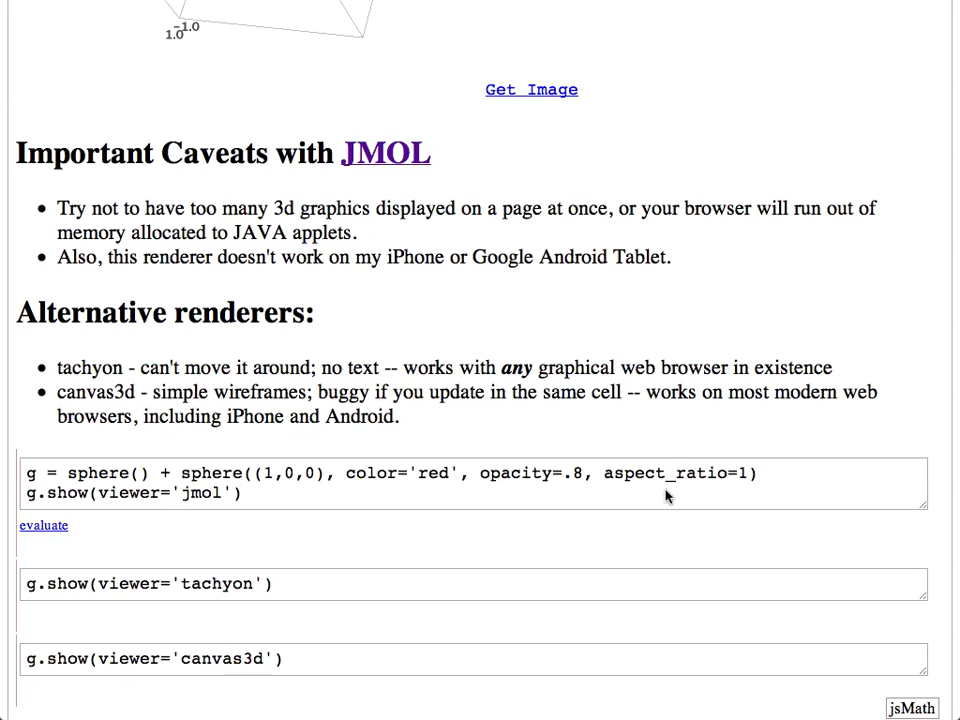 -1.0
1.0
Get Image
Important Caveats with JMOL
Try not to have too many 3d graphics displayed on a page at once, or your browser will run out of
memory allocated to JAVA applets.
Also, this renderer doesn't work on my iPhone or Google Android Tablet.
Alternative renderers:
tachyon - can't move it around; no text -- works with any graphical web browser in existence
canvas3d - simple wireframes; buggy if you update in the same cell -- works on most modern web
browsers, including iPhone and Android.
g = sphere() + sphere((1,0,0), color='red', opacity=.8, aspect_ratio=1)
g.show(viewer='jmol')
evaluate
g.show(viewer='tachyon')
g.show(viewer='canvas3d')
jsMath